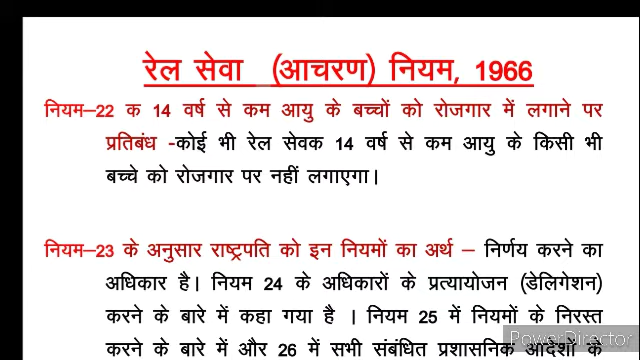 रेल सेवा (आचरण) नियम, 1966
नियम–22 क 14 वर्ष से कम आयु के बच्चों को रोजगार में लगाने पर
प्रतिबंध -कोई भी रेल सेवक 14 वर्ष से कम आयु के किसी भी
बच्चे को रोजगार पर नहीं लगाएगा।
नियम–23 के अनुसार राष्ट्रपति को इन नियमों का अर्थ – निर्णय करने का
अधिकार है। नियम 24 के अधिकारों के प्रत्यायोजन (डेलिगेशन)
करने के बारे में कहा गया है । नियम 25 में नियमों के निरस्त
करने के बारे में और 26 में सभी संबंधित प्रशासनिक आदेशों के
PowerDirector